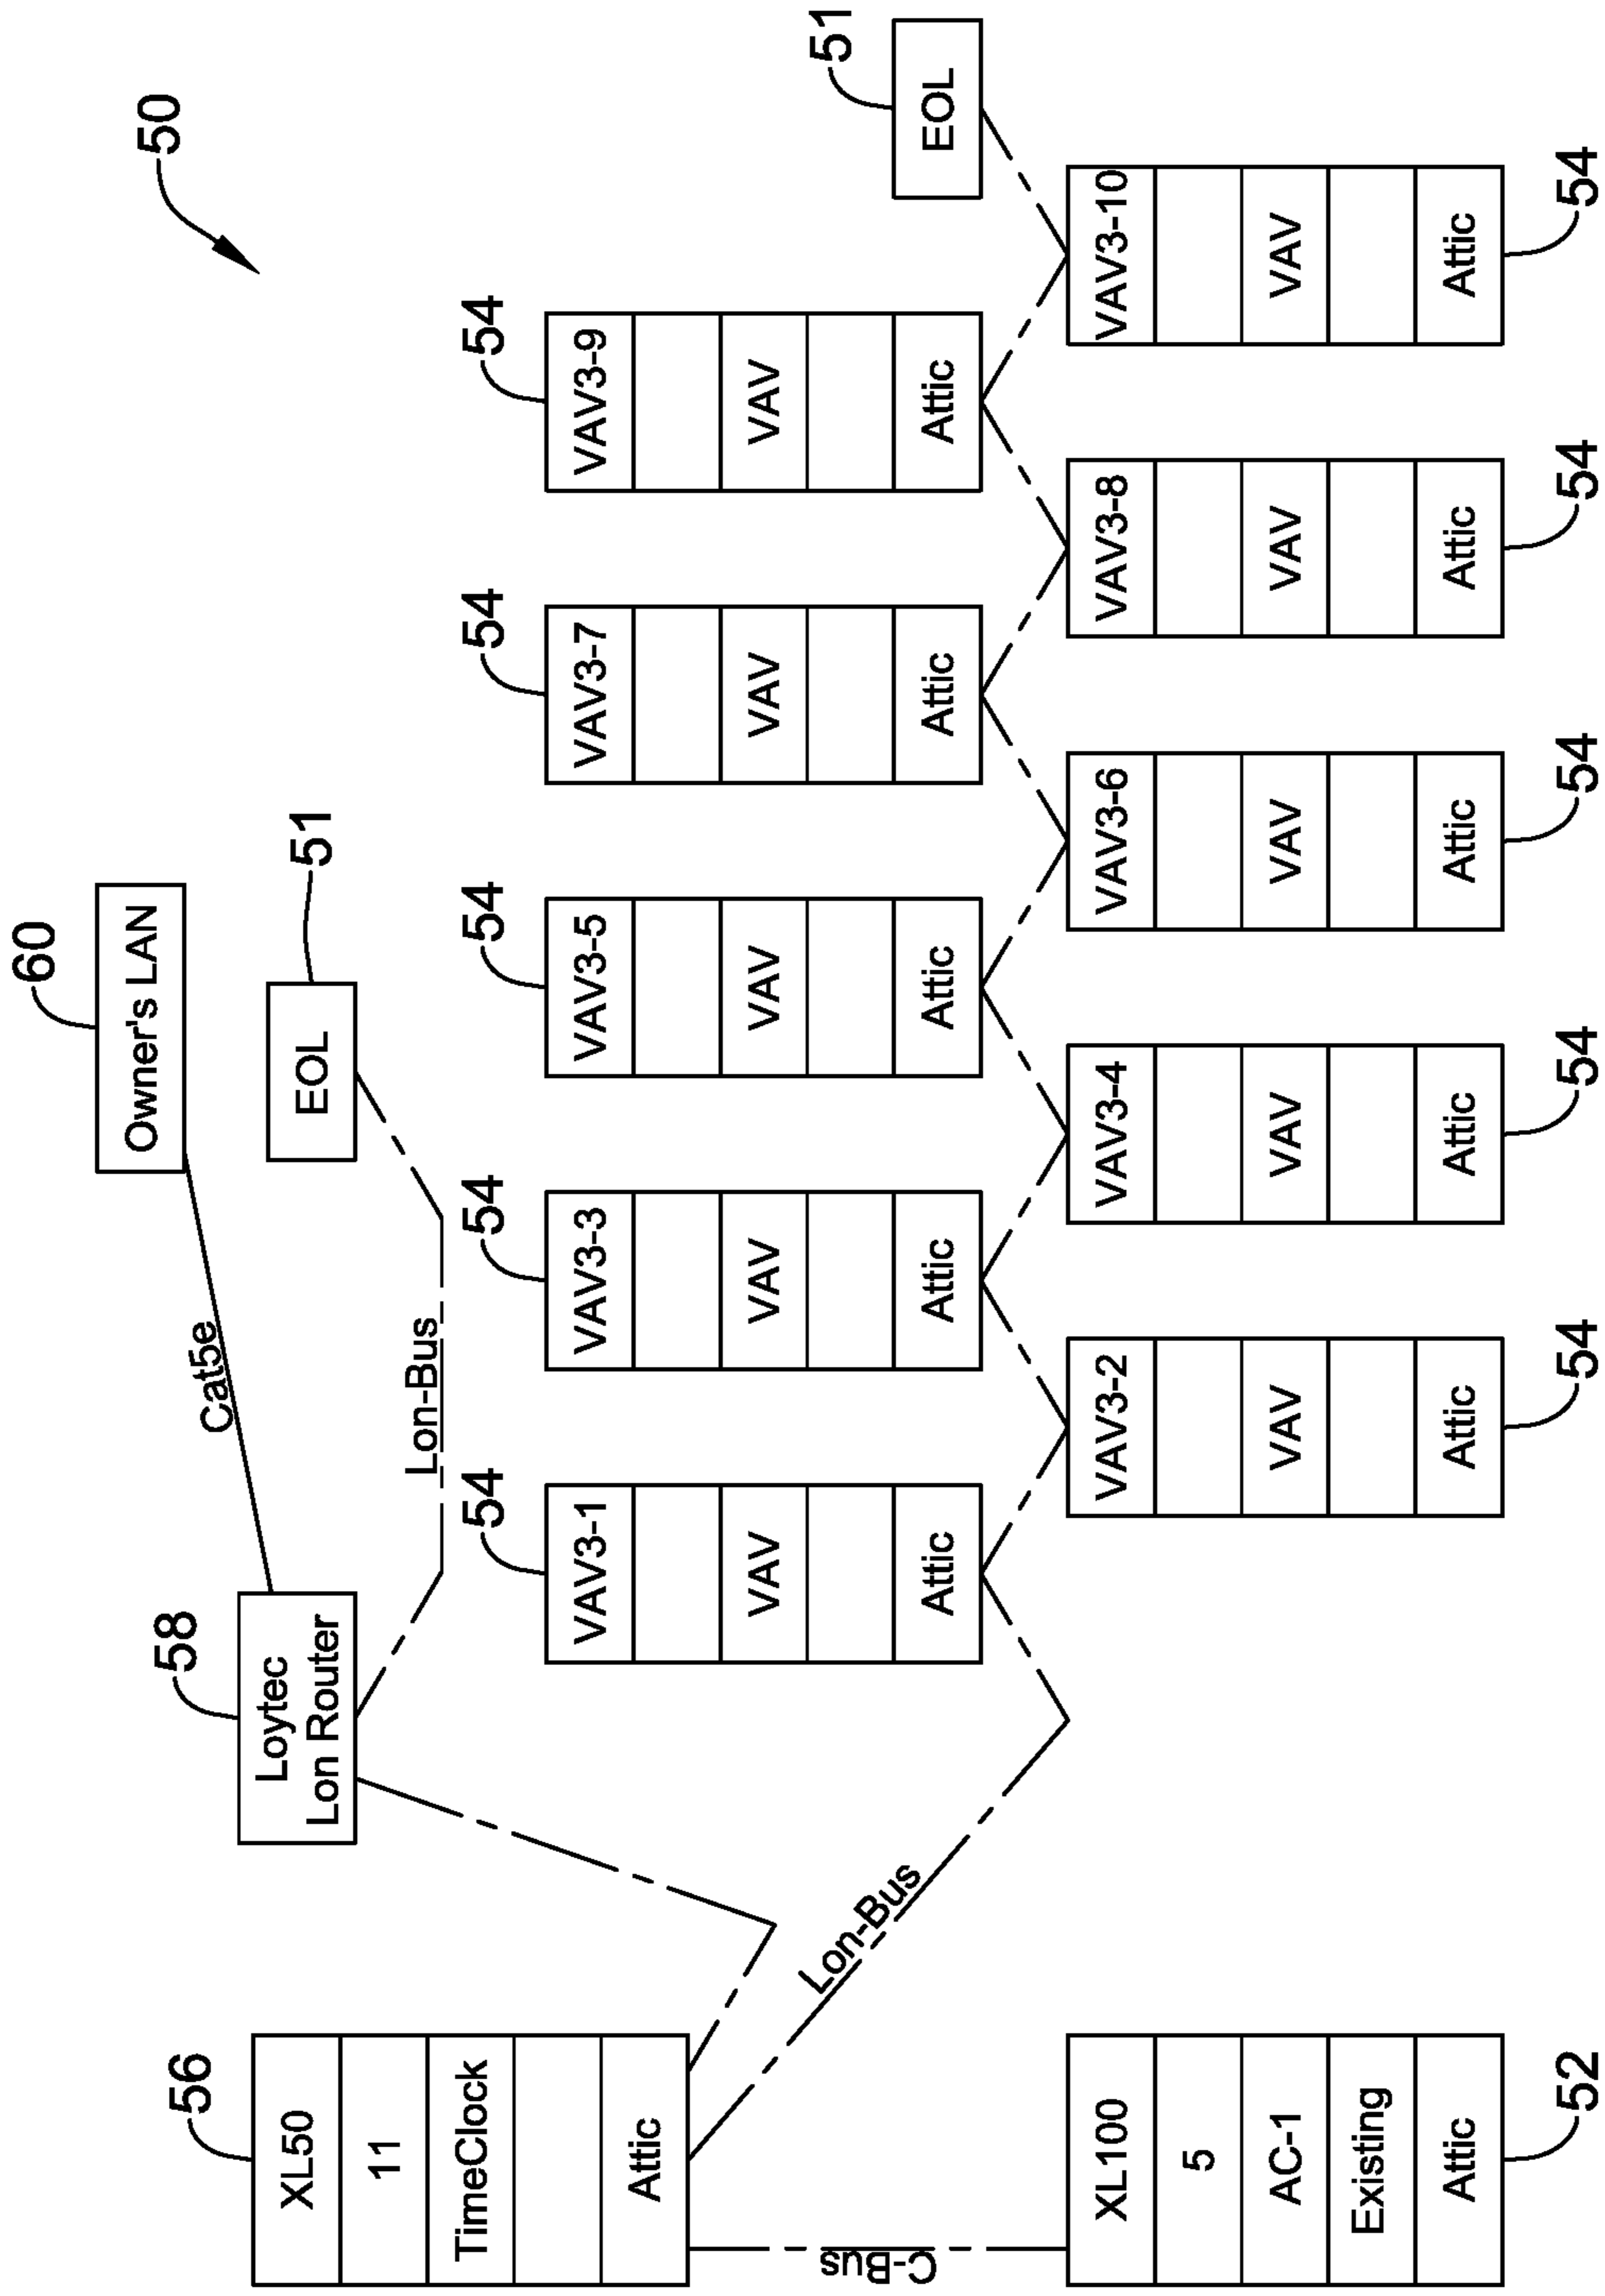 50
60
Owner's LAN
Cat5e
58
Loytec
Lon Router
51
EOL
Lon-Bus
56
XL50
11
TimeClock
Attic
Lon-Bus
C-Bus
XL100
5
AC-1
Existing
Attic
52
54
VAV3-1
VAV
Attic
54
VAV3-3
VAV
Attic
54
VAV3-5
VAV
Attic
54
VAV3-7
VAV
Attic
54
VAV3-9
VAV
Attic
51
EOL
VAV3-2
VAV
Attic
54
VAV3-4
VAV
Attic
54
VAV3-6
VAV
Attic
54
VAV3-8
VAV
Attic
54
VAV3-10
VAV
Attic
54